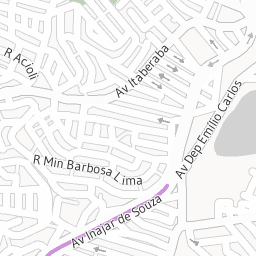 R Acioli
Av Itaberaba
Av Dep Emílio Carlos
R Min Barbosa Lima
Av Inajar de Souza